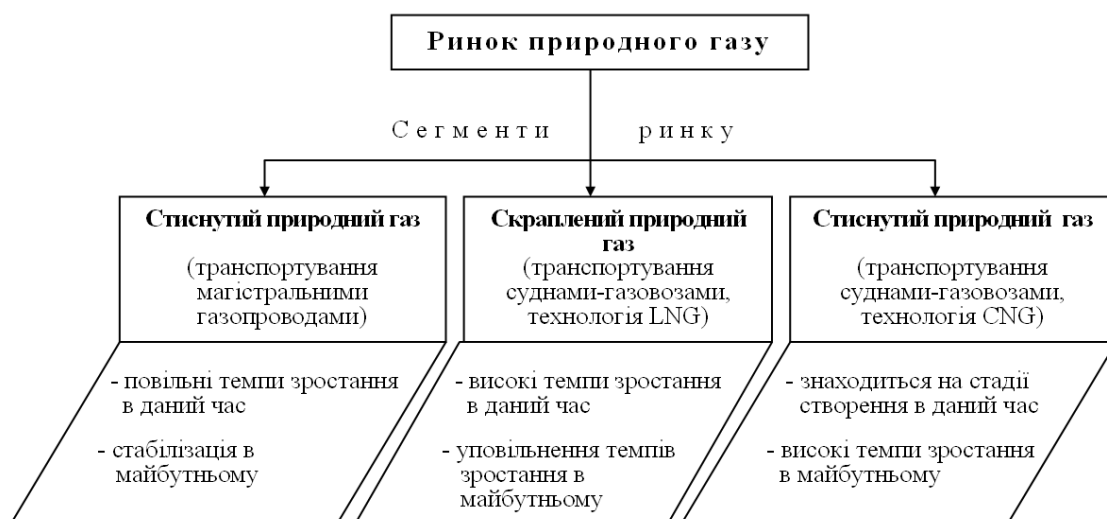 Ринок природного газу
Сегменти ринку
Стиснутий природний газ
(транспортування
магістральними
газопроводами)
- повільні темпи зростання
в даний час
- стабілізація в
майбутньому
Скраплений природний
газ
(транспортування
суднами-газовозами,
технологія LNG)
- високі темпи зростання
в даний час
- уповільнення темпів
зростання в
майбутньому
Стиснутий природний газ
(транспортування
суднами-газовозами,
технологія CNG)
- знаходиться на стадії
створення в даний час
- високі темпи зростання
в майбутньому